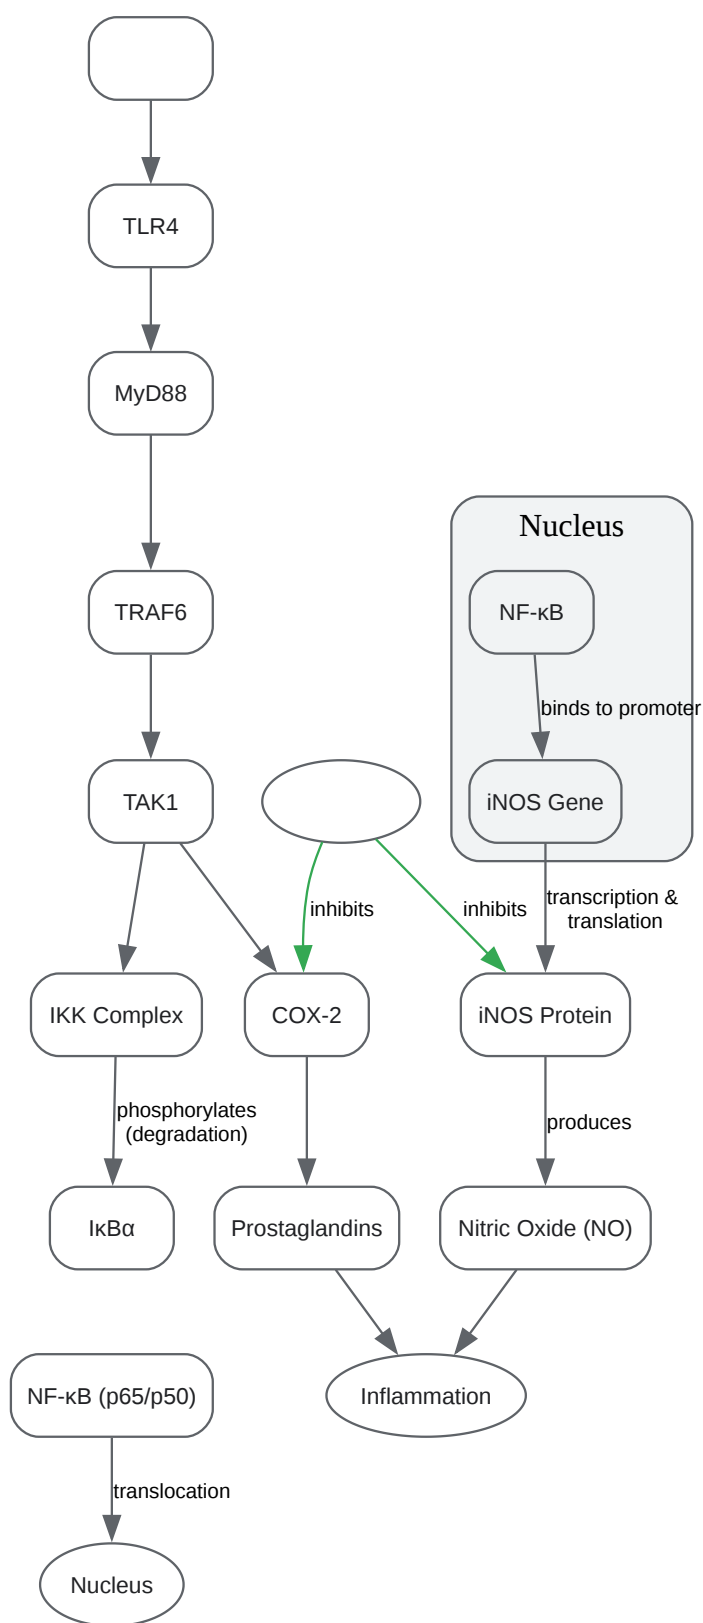 TLR4
MyD88
Nucleus
NF-κB
TRAF6
binds to promoter
TAK1
iNOS Gene
inhibits
inhibits
transcription &
translation
IKK Complex
COX-2
iNOS Protein
phosphorylates
(degradation)
produces
IκBα
Prostaglandins
Nitric Oxide (NO)
NF-κB (p65/p50)
Inflammation
translocation
Nucleus